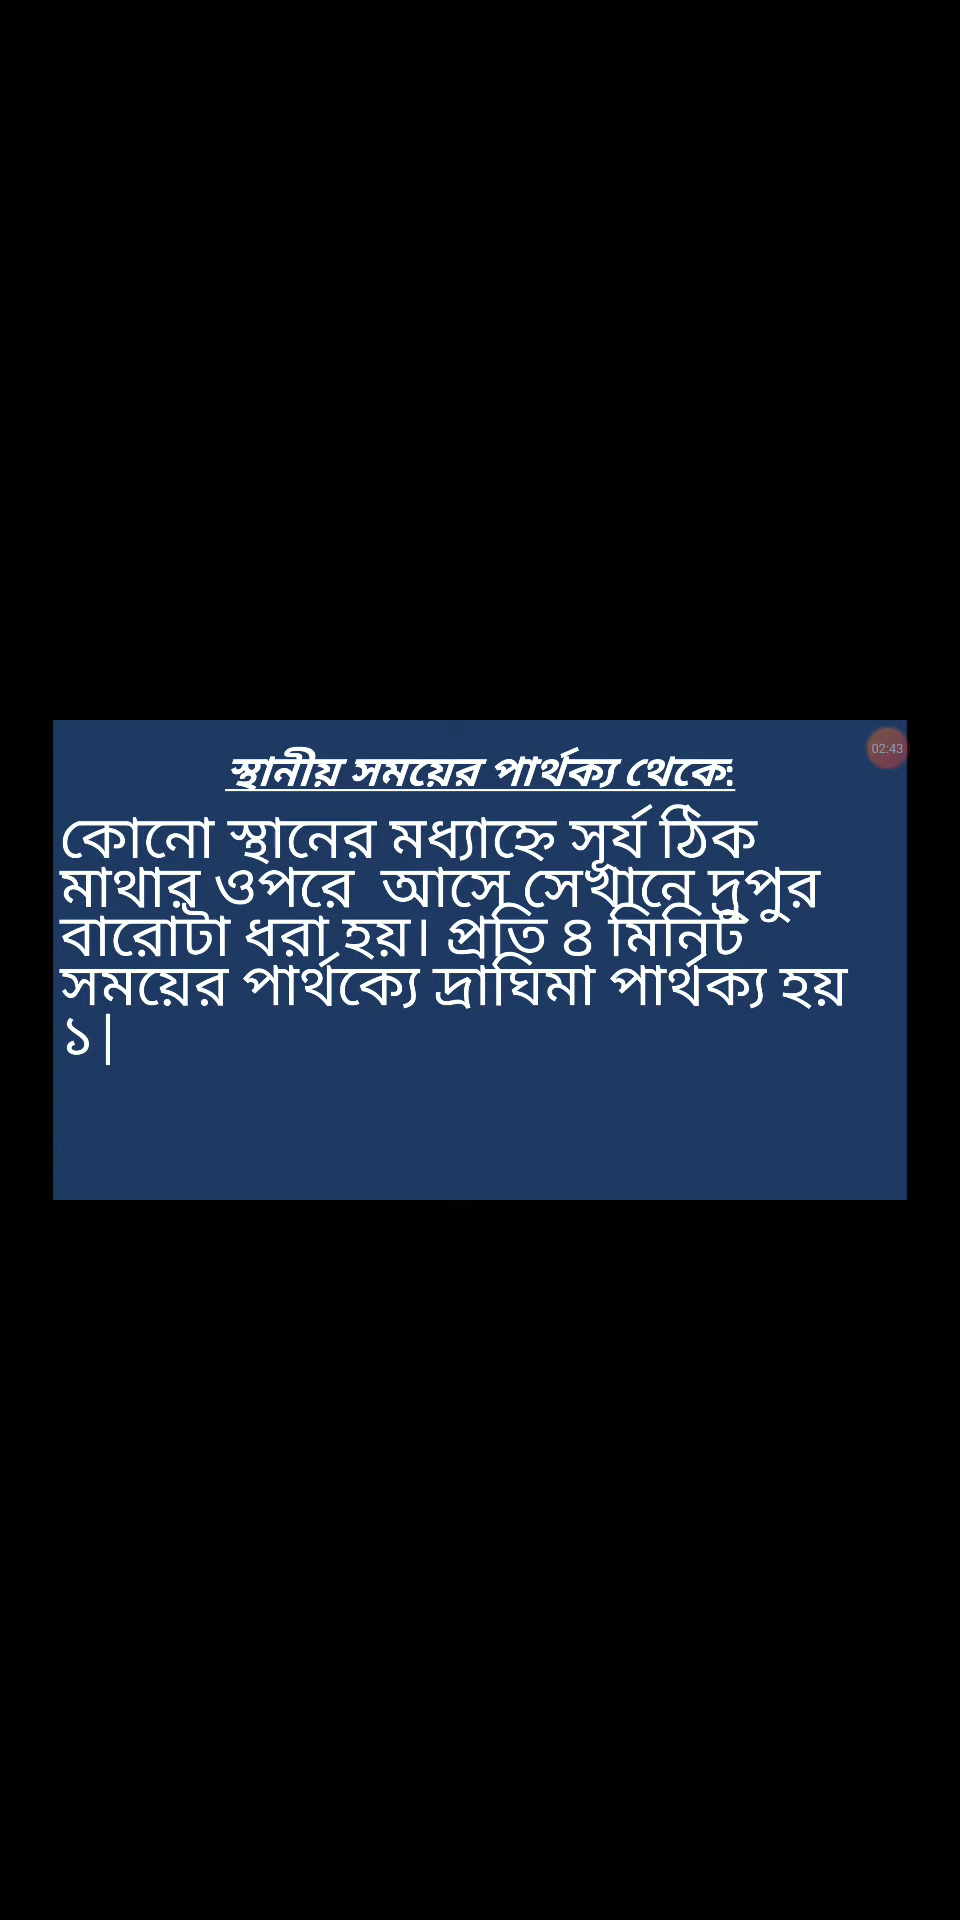 স্থানীয় সময়ের পার্থক্য থেকে:
02:43
কোনো স্থানের মধ্যাহ্নে সূর্য ঠিক
মাথার ওপরে আসে সেখানে দুপুর
বারোটা ধরা হয়। প্রতি ৪ মিনিট
সময়ের পার্থক্যে দ্রাঘিমা পার্থক্য হয়
১|